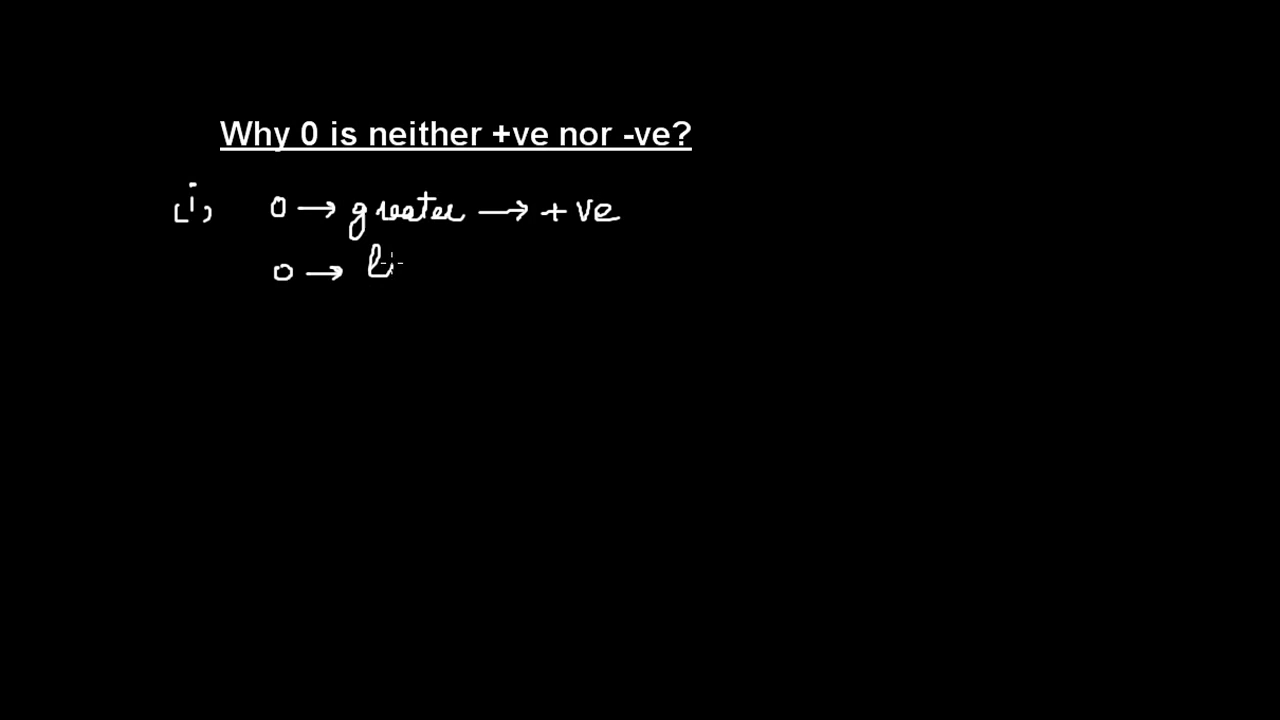 Why 0 is neither +ve nor -ve?
(i) 0 → greater → +ve
0 →